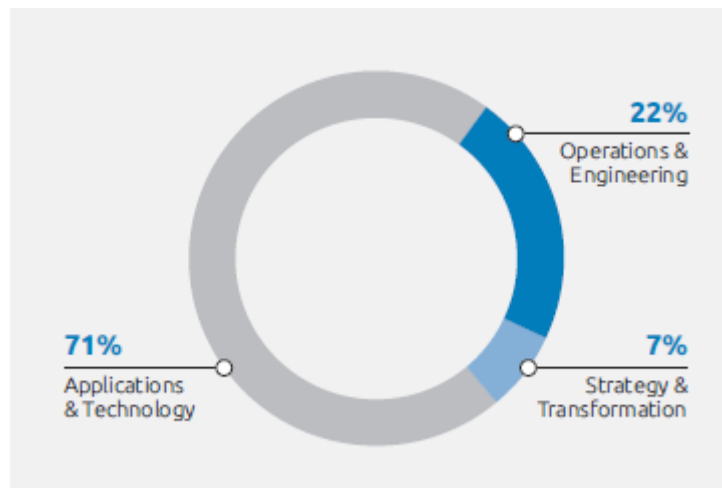 22%
Operations &
Engineering
71%
Applications
& Technology
7%
Strategy &
Transformation